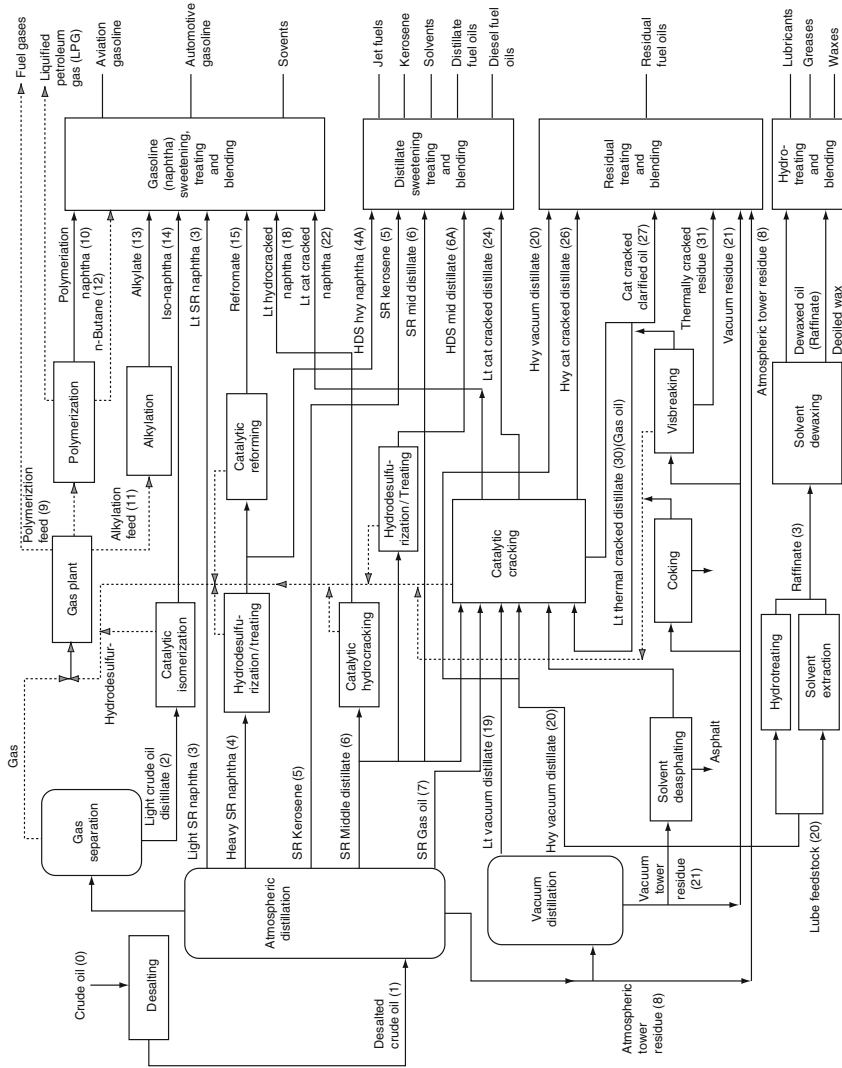 Crude oil (0)
Desalting
Desalted
crude oil (1)
Gas
separation
Gas
Light crude oil
disitillate (2)
Atmospheric
distillation
Light SR naphtha (3)
Heavy SR naphtha (4)
SR Kerosene (5)
SR Middle distillate (6)
SR Gas oil (7)
Atmospheric
tower
residue (8)
Vacuum
distillation
Lt vacuum distillate (19)
Hvy vacuum distillate (20)
Vacuum
tower
residue
(21)
Lube feedstock (20)
Hydrodesulfur-
Gas plant
Catalytic
isomerization
Hydrodesulfu-
rization/treating
Catalytic
hydrocracking
Solvent
deasphalting
Asphalt
Hydrotreating
Solvent
extraction
Polymeriztion
feed (9)
Alkylation
feed (11)
Polymerization
Alkylation
Catalytic
reforming
Hydrodesulfu-
rization/Treating
Catalytic
cracking
Lt thermal cracked distillate (30)(Gas oil)
Coking
Visbreaking
Raffinate (3)
Solvent
dewaxing
Polymeriation
naphtha (10)
n-Butane (12)
Alkylate (13)
Iso-naphtha (14)
Lt SR naphtha (3)
Refromate (15)
Lt hydrocracked
naphtha (18)
Lt cat cracked
naphtha (22)
HDS hvy naphtha (4A)
SR kerosene (5)
SR mid distillate (6)
HDS mid distillate (6A)
Lt cat cracked distillate (24)
Hvy vacuum distillate (20)
Hvy cat cracked distillate (26)
Cat cracked
clarified oil (27)
Thermally cracked
residue (31)
Vacuum residue (21)
Atmospheric tower residue (8)
Dewaxed oil
(Raffinate)
Deoiled wax
Gasoline
(naphtha)
sweetening,
treating
and
blending
Distillate
sweetening
treating
and
blending
Residual
treating
and
blending
Hydro-
treating
and
blending
Fuel gases
Liquified
petroleum
gas (LPG)
Aviation
gasoline
Automotive
gasoline
Sovents
Jet fuels
Kerosene
Solvents
Distillate
fuel oils
Diesel fuel
oils
Residual
fuel oils
Lubricants
Greases
Waxes